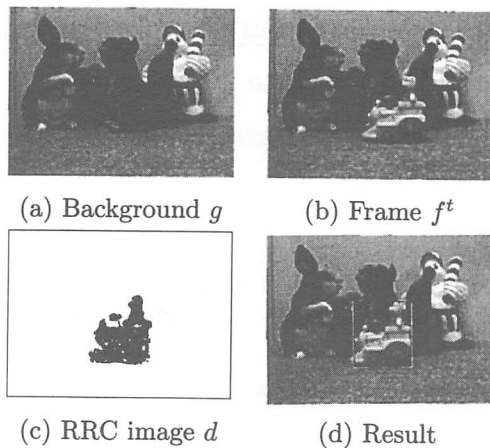 (a) Background g
(b) Frame f^t
(c) RRC image d
(d) Result